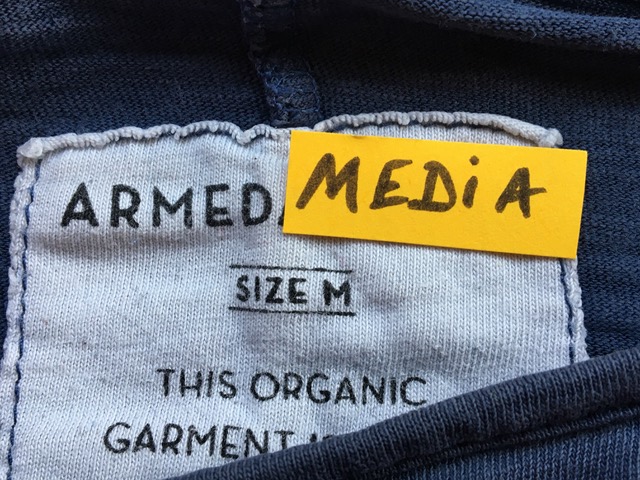 ARMED MEDiA
SIZE M
THIS ORGANIC
GARMENT